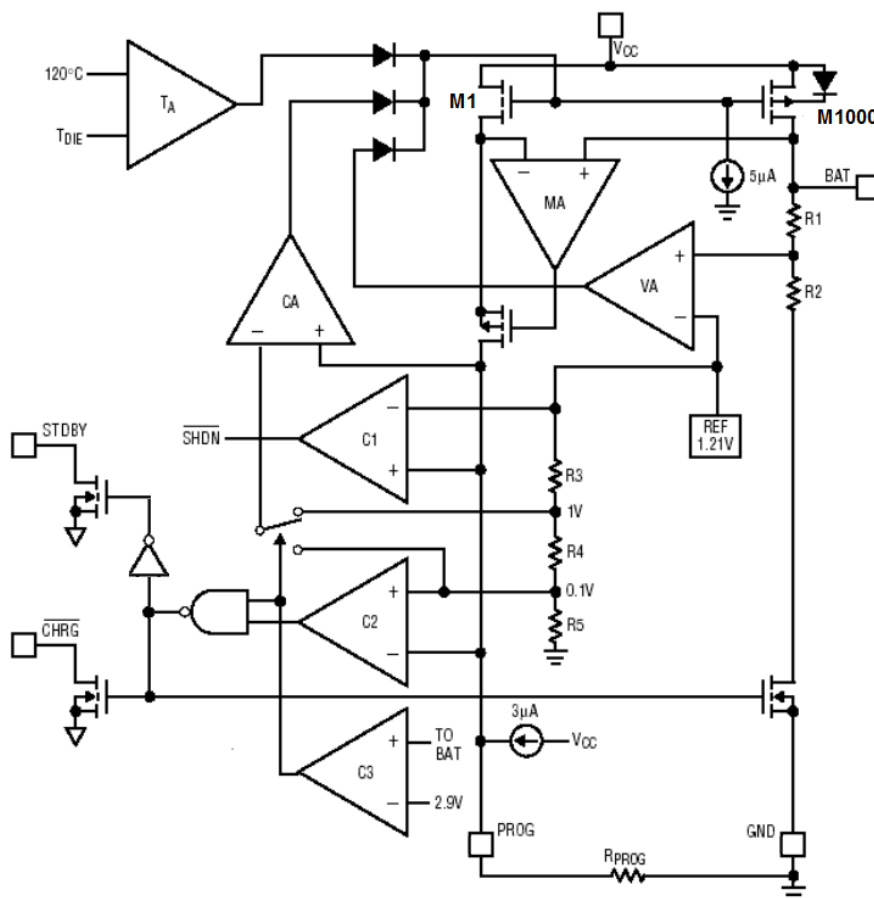 VCC
120°C
TA
M1
M1000
TDIE
5µA
BAT
MA
R1
VA
R2
CA
REF
1.21V
STDBY
SHDN
C1
R3
1V
R4
0.1V
C2
R5
CHRG
3µA
VCC
TO
BAT
C3
2.9V
PROG
GND
RPROG